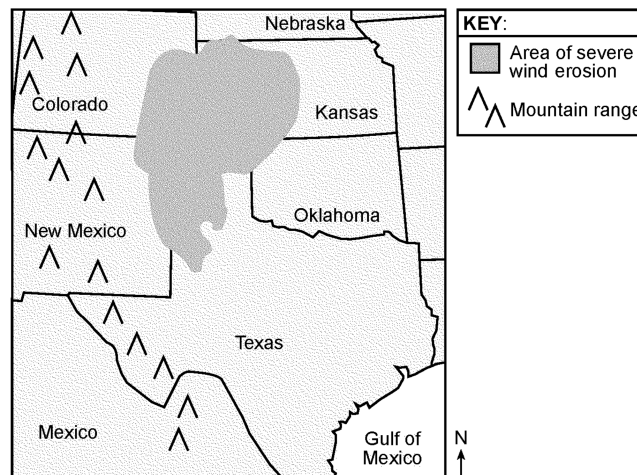 Nebraska
KEY:
Area of severe
wind erosion
Mountain range
Colorado
Kansas
New Mexico
Oklahoma
Texas
Mexico
Gulf of
Mexico
N